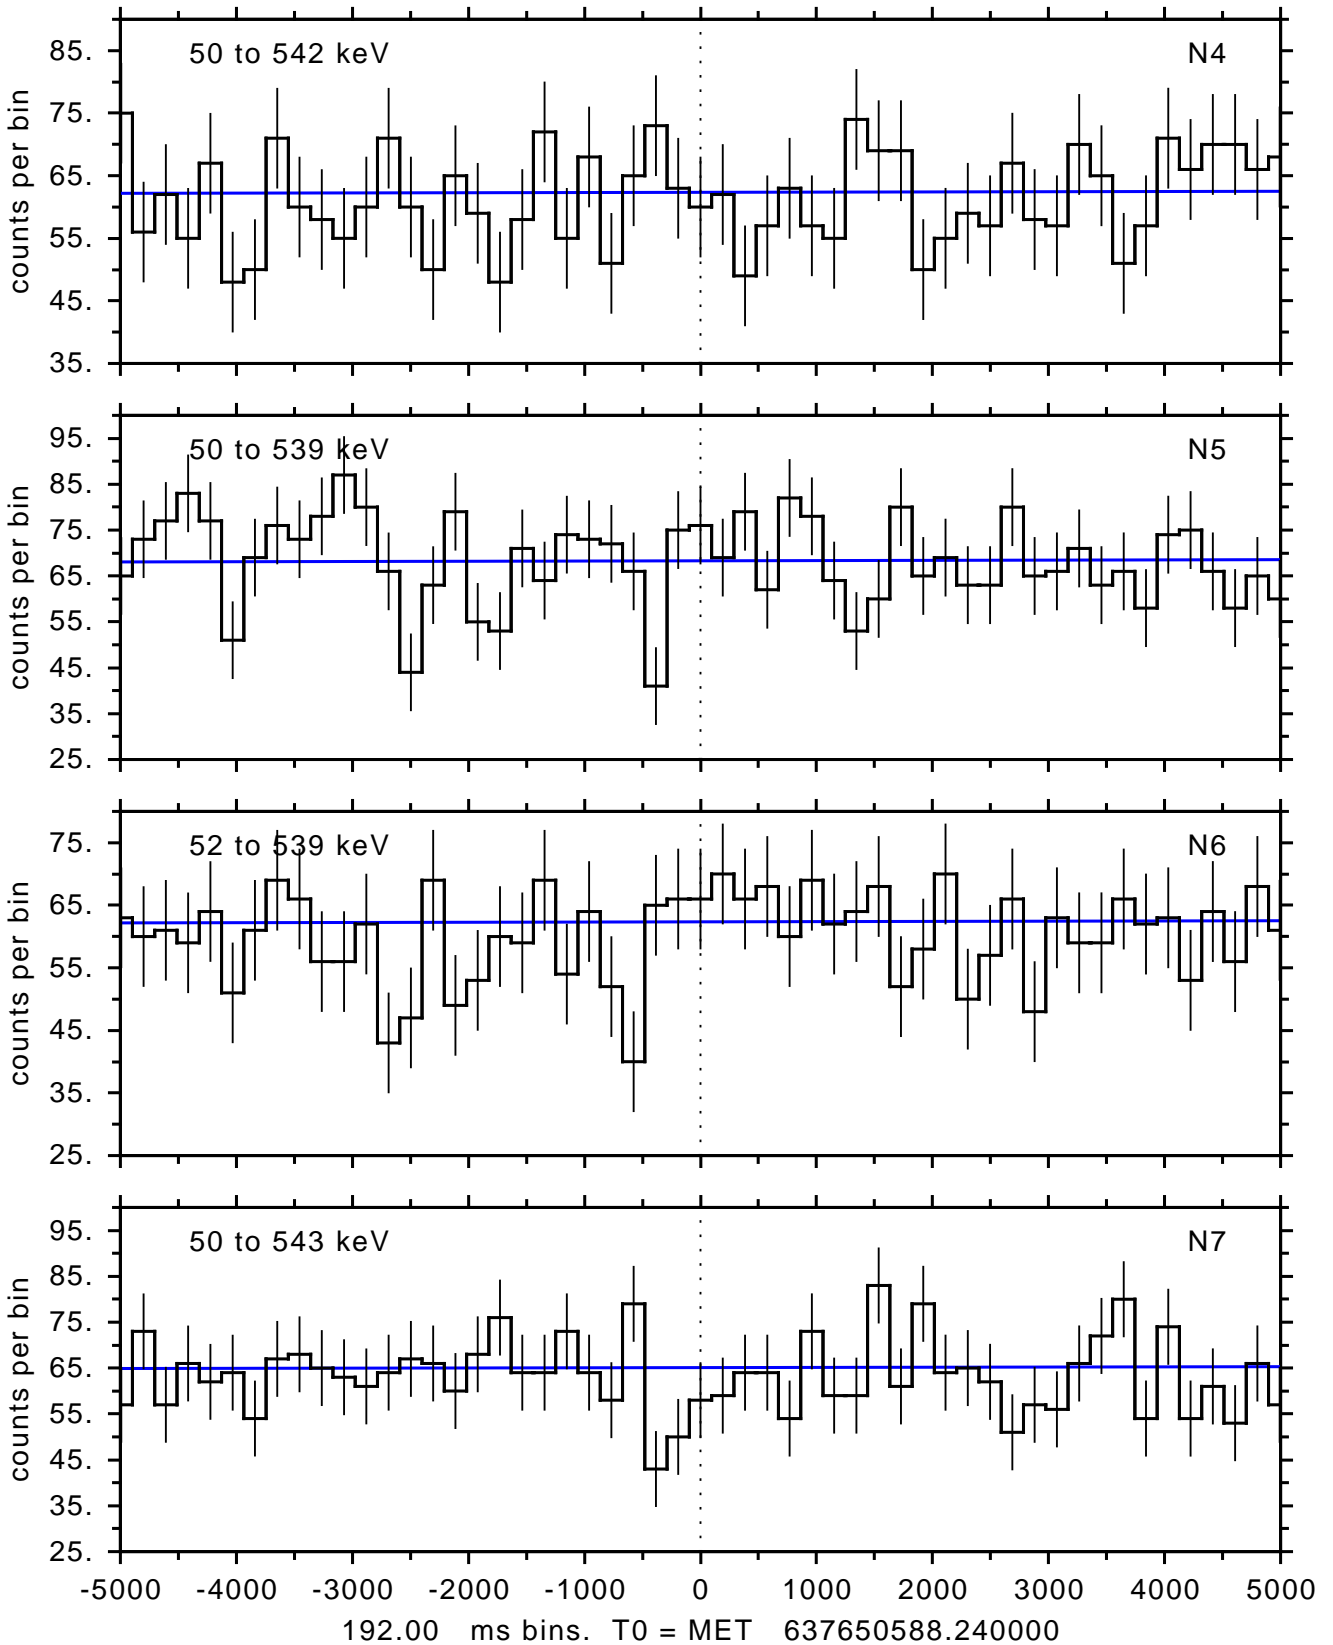 50 to 542 keV N4
85.
75.
65.
55.
45.
35.
counts per bin
50 to 539 keV N5
95.
85.
75.
65.
55.
45.
35.
25.
counts per bin
52 to 539 keV N6
75.
65.
55.
45.
35.
25.
counts per bin
50 to 543 keV N7
95.
85.
75.
65.
55.
45.
35.
25.
counts per bin
-5000 -4000 -3000 -2000 -1000 0 1000 2000 3000 4000 5000
192.00 ms bins. T0 = MET 637650588.240000